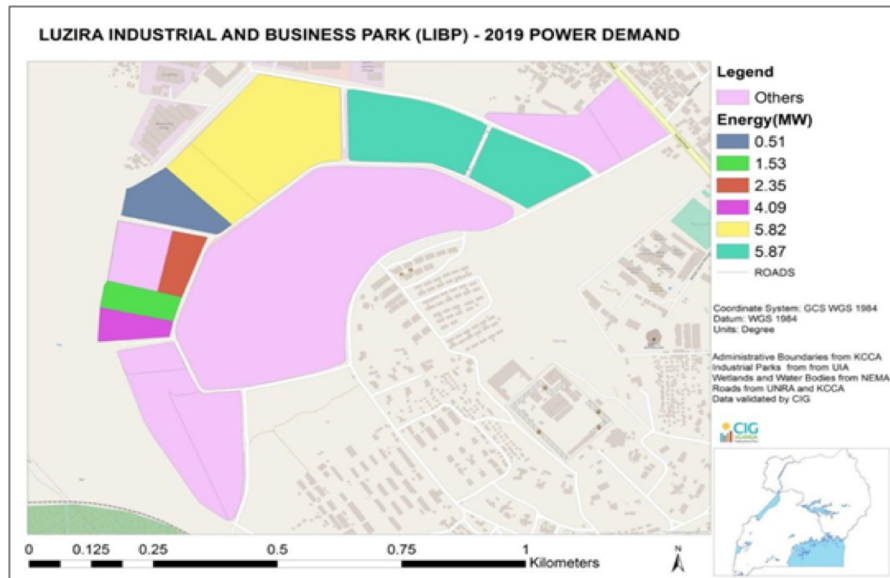 LUZIRA INDUSTRIAL AND BUSINESS PARK (LIBP) - 2019 POWER DEMAND
Legend
Others
Energy(MW)
0.51
1.53
2.35
4.09
5.82
5.87
ROADS
Coordinate System: GCS WGS 1984
Datum: WGS 1984
Units: Degree
Administrative Boundaries from KCCA
Industrial Parks from from UIA
Wetlands and Water Bodies from NEMA
Roads from UNRA and KCCA
Data validated by CIG
CIG
UGANDA
N
0 0.125 0.25 0.5 0.75 1
Kilometers